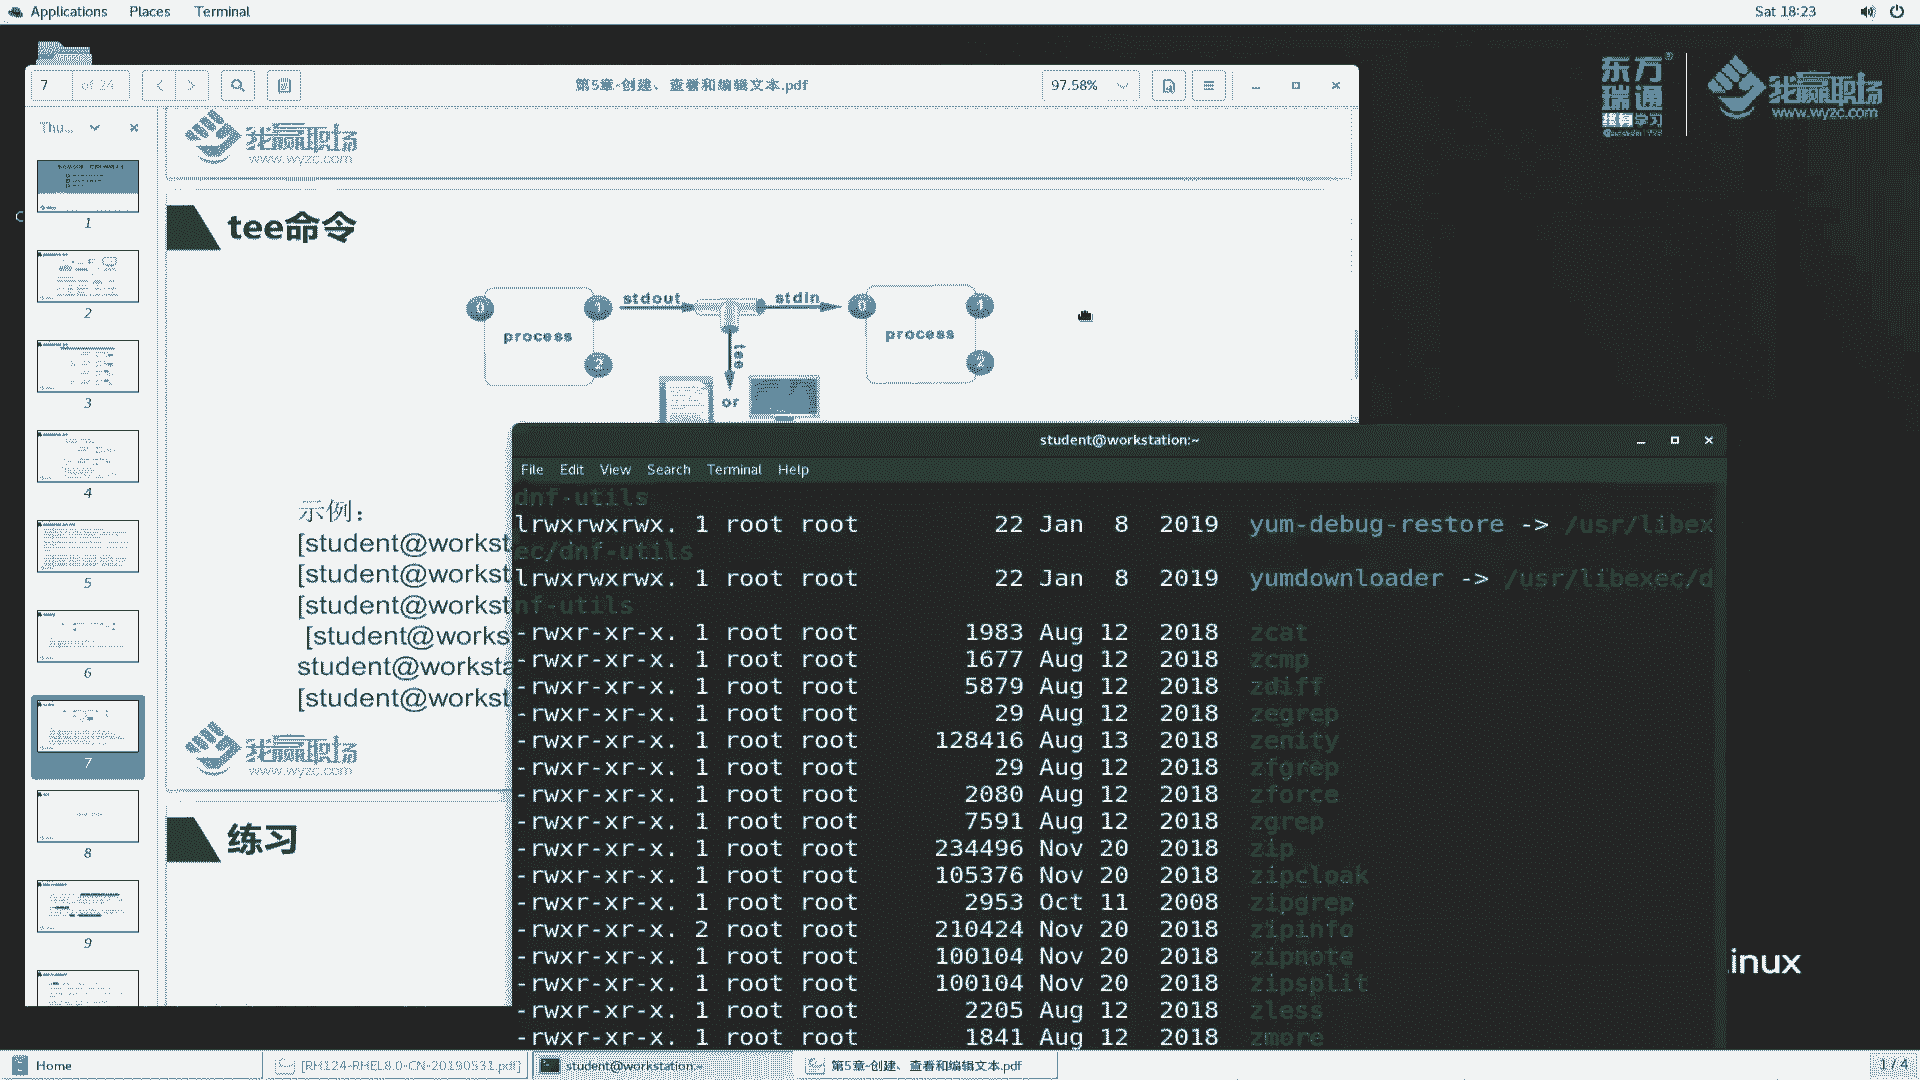 Applications Places Terminal Sat 18:23
7 of 24 第5章-创建、查看和编辑文本.pdf 97.58%
Thu...
1
2
3
4
5
6
7
8
9
我赢职场
www.wyzc.com
tee命令
0 process 1 2 stdout stdin tee or 0 process 1 2
示例：
[student@workst
[student@workst
[student@workst
[student@works
student@worksta
[student@workst
我赢职场
www.wyzc.com
练习
东方
瑞通
学习
我赢职场
www.wyzc.com
student@workstation:~
File Edit View Search Terminal Help
dnf-utils
lrwxrwxrwx. 1 root root 22 Jan 8 2019 yum-debug-restore -> /usr/libex
ec/dnf-utils
lrwxrwxrwx. 1 root root 22 Jan 8 2019 yumdownloader -> /usr/libexec/d
nf-utils
-rwxr-xr-x. 1 root root 1983 Aug 12 2018 zcat
-rwxr-xr-x. 1 root root 1677 Aug 12 2018 zcmp
-rwxr-xr-x. 1 root root 5879 Aug 12 2018 zdiff
-rwxr-xr-x. 1 root root 29 Aug 12 2018 zegrep
-rwxr-xr-x. 1 root root 128416 Aug 13 2018 zenity
-rwxr-xr-x. 1 root root 29 Aug 12 2018 zfgrep
-rwxr-xr-x. 1 root root 2080 Aug 12 2018 zforce
-rwxr-xr-x. 1 root root 7591 Aug 12 2018 zgrep
-rwxr-xr-x. 1 root root 234496 Nov 20 2018 zip
-rwxr-xr-x. 1 root root 105376 Nov 20 2018 zipcloak
-rwxr-xr-x. 1 root root 2953 Oct 11 2008 zipgrep
-rwxr-xr-x. 2 root root 210424 Nov 20 2018 zipinfo
-rwxr-xr-x. 1 root root 100104 Nov 20 2018 zipnote
-rwxr-xr-x. 1 root root 100104 Nov 20 2018 zipsplit
-rwxr-xr-x. 1 root root 2205 Aug 12 2018 zless
-rwxr-xr-x. 1 root root 1841 Aug 12 2018 zmore
inux
Home [RH124-RHEL8.0-CN-20190531.pdf] student@workstation:~ 第5章-创建、查看和编辑文本.pdf 1 / 4